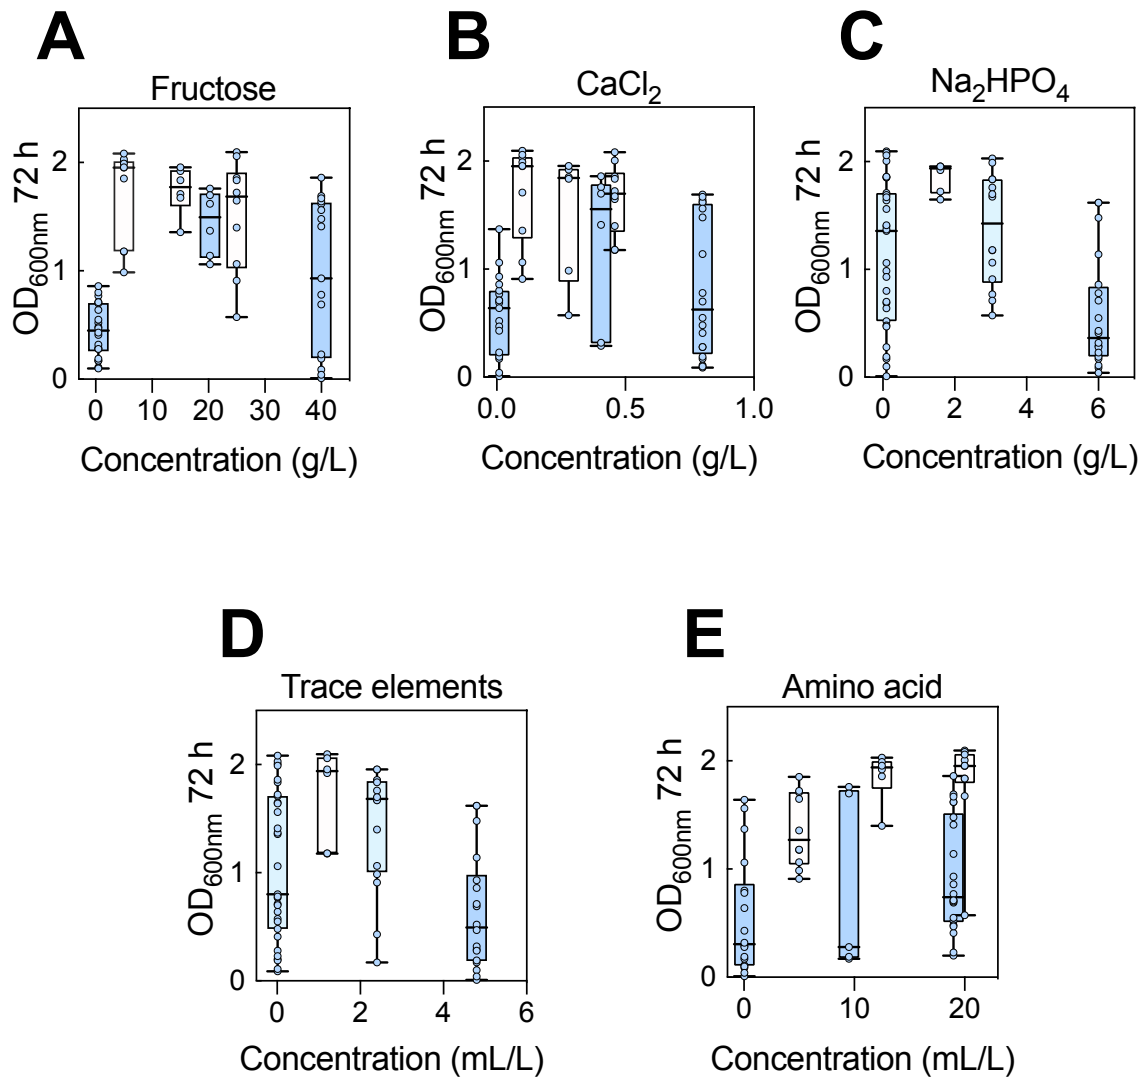 A
Fructose
OD600nm 72 h
2
1
0
0 10 20 30 40
Concentration (g/L)
B
CaCl2
OD600nm 72 h
2
1
0
0.0 0.5 1.0
Concentration (g/L)
C
Na2HPO4
OD600nm 72 h
2
1
0
0 2 4 6
Concentration (g/L)
D
Trace elements
OD600nm 72 h
2
1
0
0 2 4 6
Concentration (mL/L)
E
Amino acid
OD600nm 72 h
2
1
0
0 10 20
Concentration (mL/L)